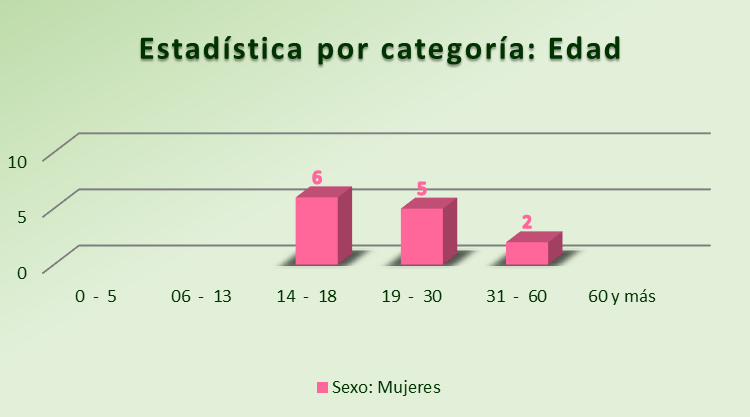 Estadística por categoría: Edad
10
5
0
6
5
2
0 - 5
06 - 13
14 - 18
19 - 30
31 - 60
60 y más
Sexo: Mujeres